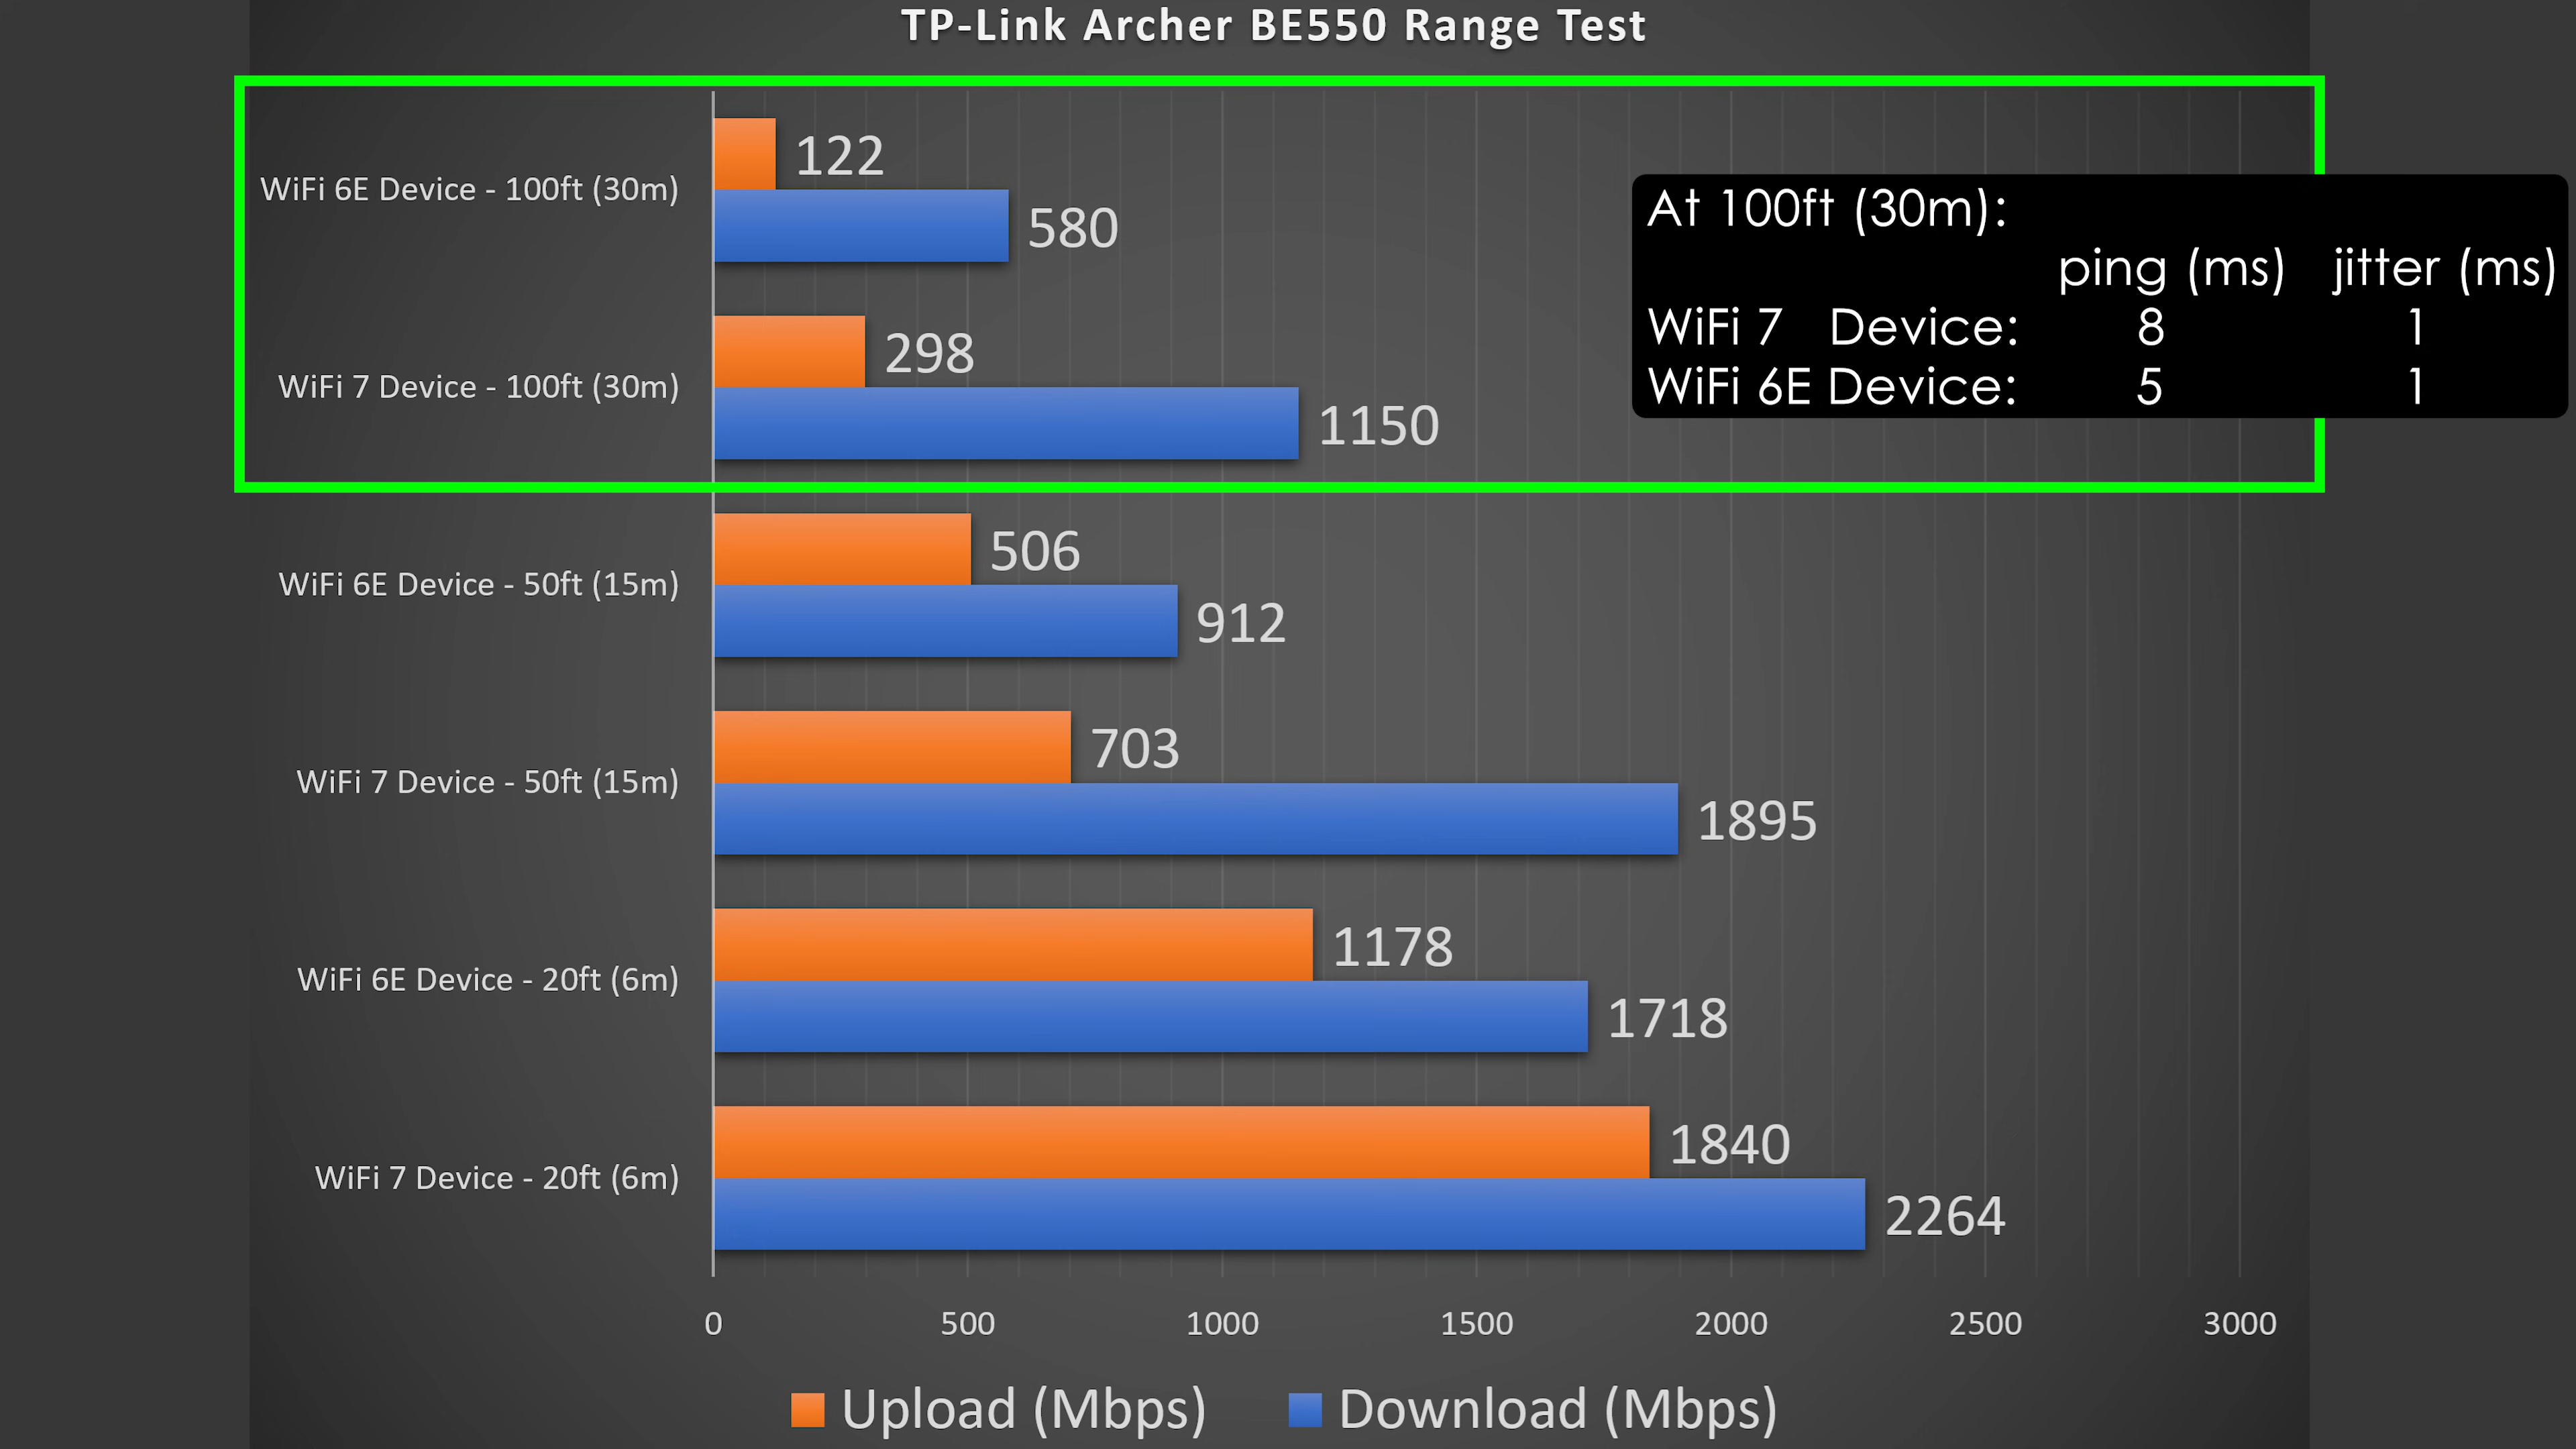 TP-Link Archer BE550 Range Test
WiFi 6E Device - 100ft (30m)
122
580
WiFi 7 Device - 100ft (30m)
298
1150
At 100ft (30m):
ping (ms) jitter (ms)
WiFi 7 Device: 8 1
WiFi 6E Device: 5 1
WiFi 6E Device - 50ft (15m)
506
912
WiFi 7 Device - 50ft (15m)
703
1895
WiFi 6E Device - 20ft (6m)
1178
1718
WiFi 7 Device - 20ft (6m)
1840
2264
0 500 1000 1500 2000 2500 3000
Upload (Mbps) Download (Mbps)